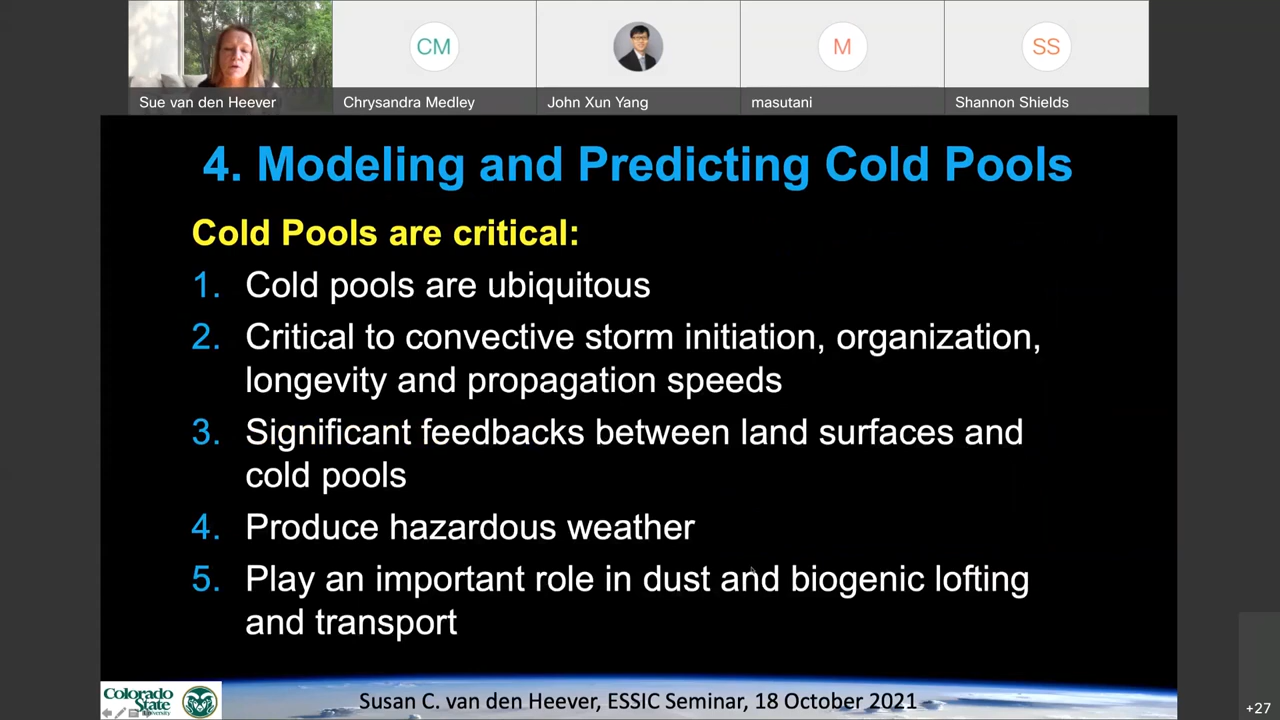 CM
M
SS
Sue van den Heever
Chrysandra Medley
John Xun Yang
masutani
Shannon Shields
4. Modeling and Predicting Cold Pools
Cold Pools are critical:
1. Cold pools are ubiquitous
2. Critical to convective storm initiation, organization,
longevity and propagation speeds
3. Significant feedbacks between land surfaces and
cold pools
4. Produce hazardous weather
5. Play an important role in dust and biogenic lofting
and transport
Colorado
State
University
Susan C. van den Heever, ESSIC Seminar, 18 October 2021
+27